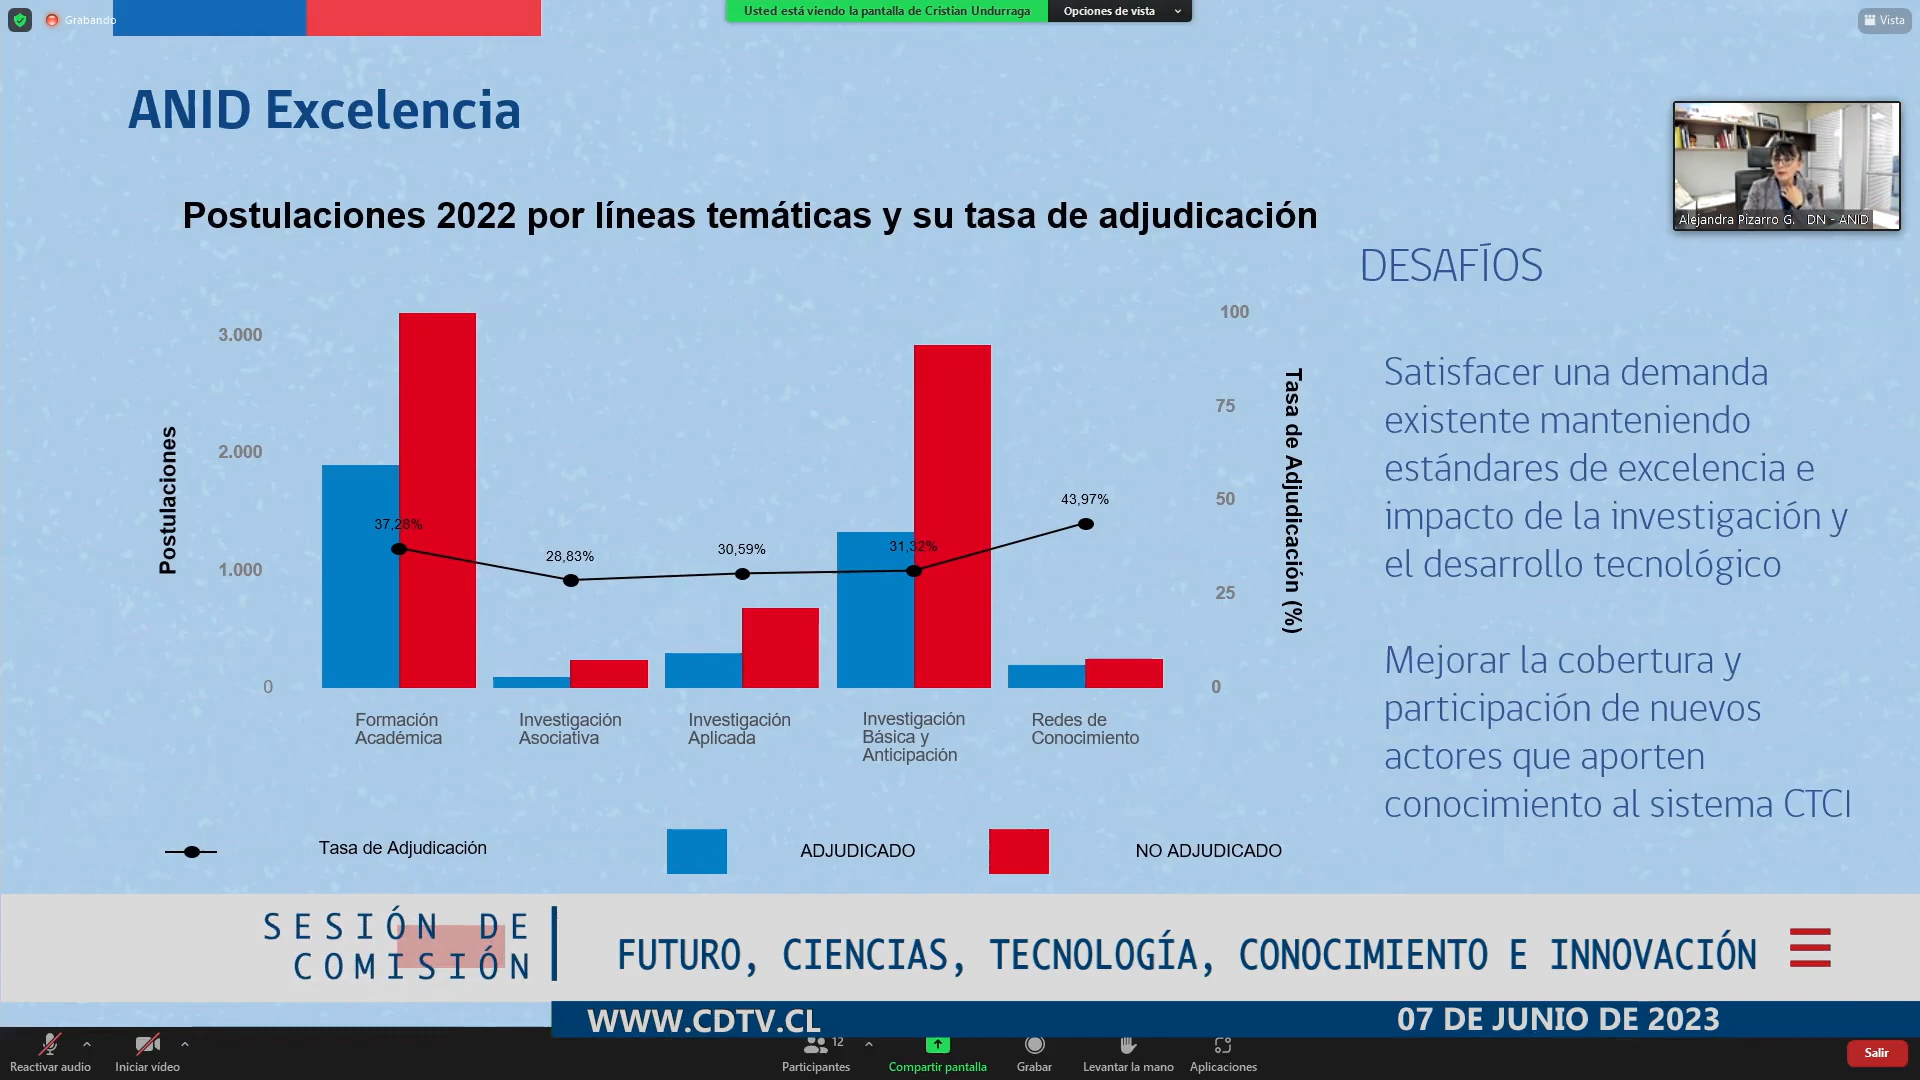 Grabando
Usted está viendo la pantalla de Cristian Undurraga
Opciones de vista
Vista
ANID Excelencia
Alejandra Pizarro G. DN - ANID
Postulaciones 2022 por líneas temáticas y su tasa de adjudicación
DESAFÍOS
Satisfacer una demanda
existente manteniendo
estándares de excelencia e
impacto de la investigación y
el desarrollo tecnológico
Mejorar la cobertura y
participación de nuevos
actores que aporten
conocimiento al sistema CTCI
Postulaciones
3.000
2.000
1.000
0
37,28%
28,83%
30,59%
31,32%
43,97%
100
75
50
25
0
Tasa de Adjudicación (%)
Formación
Académica
Investigación
Asociativa
Investigación
Aplicada
Investigación
Básica y
Anticipación
Redes de
Conocimiento
Tasa de Adjudicación
ADJUDICADO
NO ADJUDICADO
SESIÓN DE
COMISIÓN
FUTURO, CIENCIAS, TECNOLOGÍA, CONOCIMIENTO E INNOVACIÓN
WWW.CDTV.CL
07 DE JUNIO DE 2023
Reactivar audio
Iniciar vídeo
12
Participantes
Compartir pantalla
Grabar
Levantar la mano
Aplicaciones
Salir